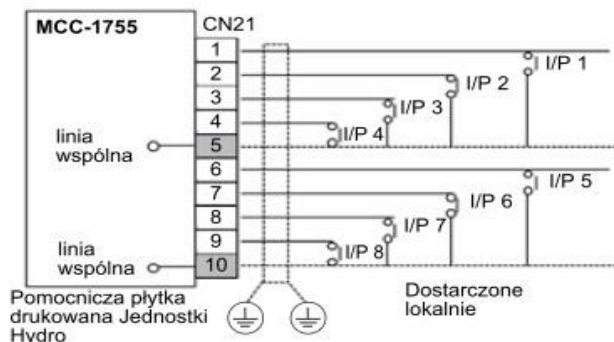 MCC-1755 CN21
1
I/P 1
2
I/P 2
3
I/P 3
4
I/P 4
linia
wspólna
5
6
I/P 5
7
I/P 6
8
I/P 7
9
I/P 8
linia
wspólna
10
Pomocnicza płytka
drukowana Jednostki
Hydro
Dostarczone
lokalnie